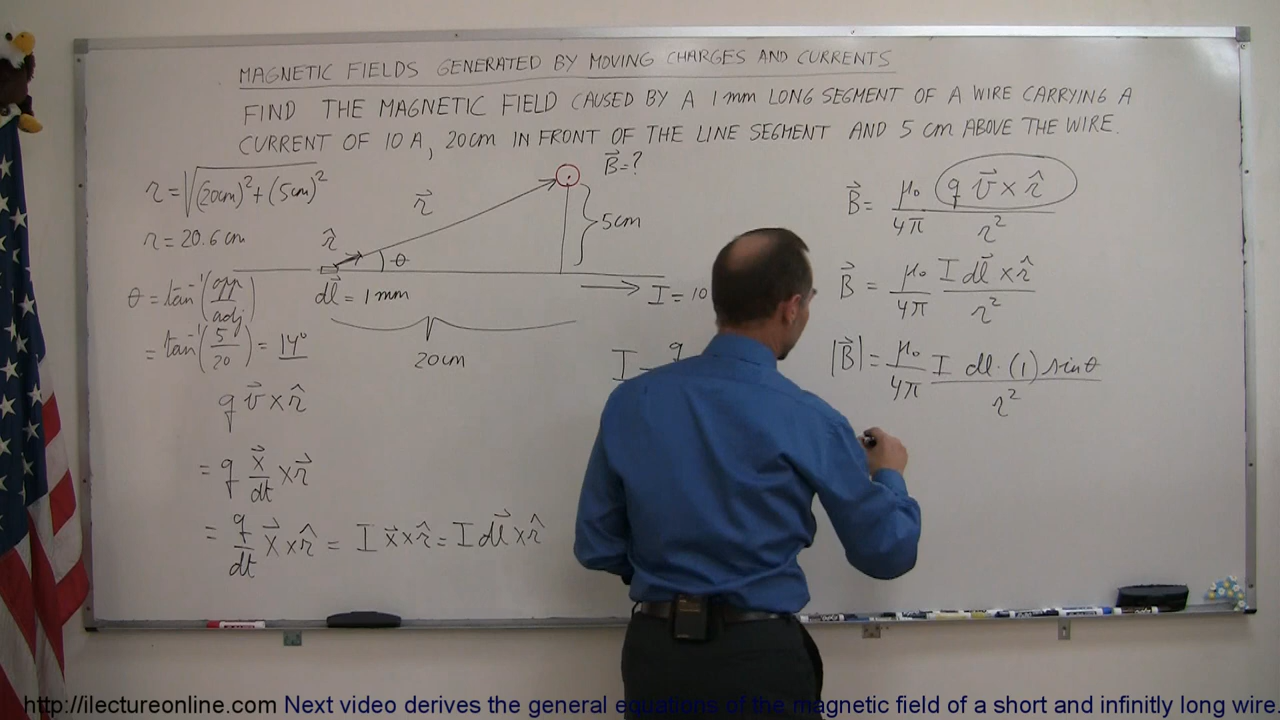 MAGNETIC FIELDS GENERATED BY MOVING CHARGES AND CURRENTS
FIND THE MAGNETIC FIELD CAUSED BY A 1mm LONG SEGMENT OF A WIRE CARRYING A
CURRENT OF 10 A, 20cm IN FRONT OF THE LINE SEGMENT AND 5 cm ABOVE THE WIRE.
r = √((20cm)² + (5cm)²)
r = 20.6 cm
θ = tan⁻¹(opp/adj)
= tan⁻¹(5/20) = 14°
B⃗ = ?
r⃗
r̂
θ
5cm
dl⃗ = 1mm
I = 10
20cm
I = q
q v⃗ × r̂
= q x⃗/dt × r⃗
= q/dt x⃗ × r̂ = I x⃗ × r̂ = I dl⃗ × r̂
B⃗ = μ₀/4π q v⃗ × r̂ / r²
B⃗ = μ₀/4π I dl⃗ × r̂ / r²
|B⃗| = μ₀/4π I dl · (1) sinθ / r²
http://ilectureonline.com Next video derives the general equations of the magnetic field of a short and infinitly long wire.